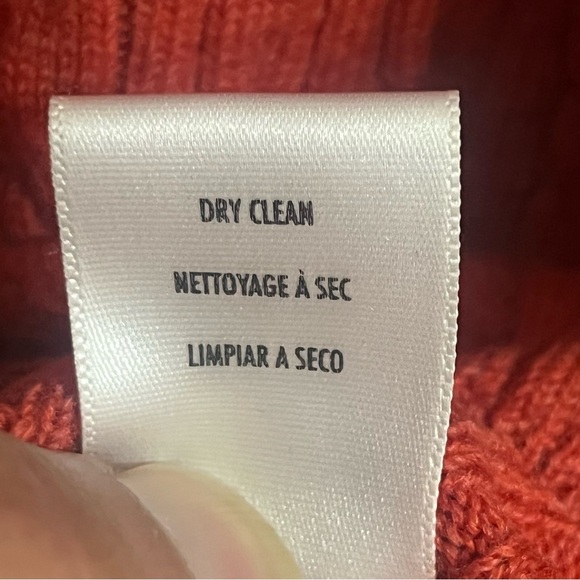 DRY CLEAN
NETTOYAGE À SEC
LIMPIAR A SECO